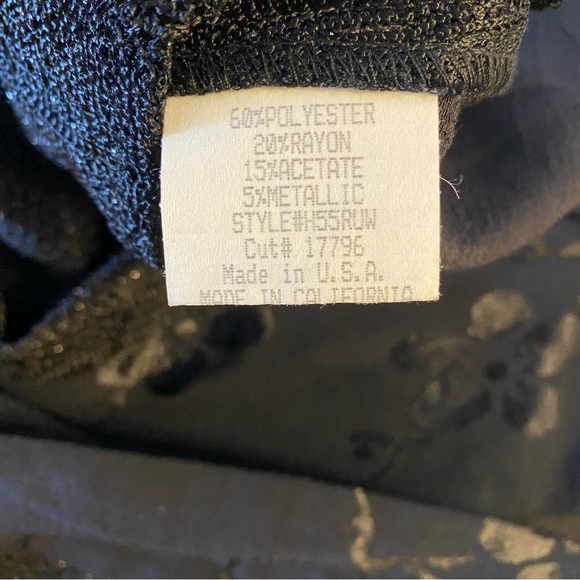 60%POLYESTER
20%RAYON
15%ACETATE
5%METALLIC
STYLE#H55RUW
Cut# 17796
Made in U.S.A.
MADE IN CALIFORNIA